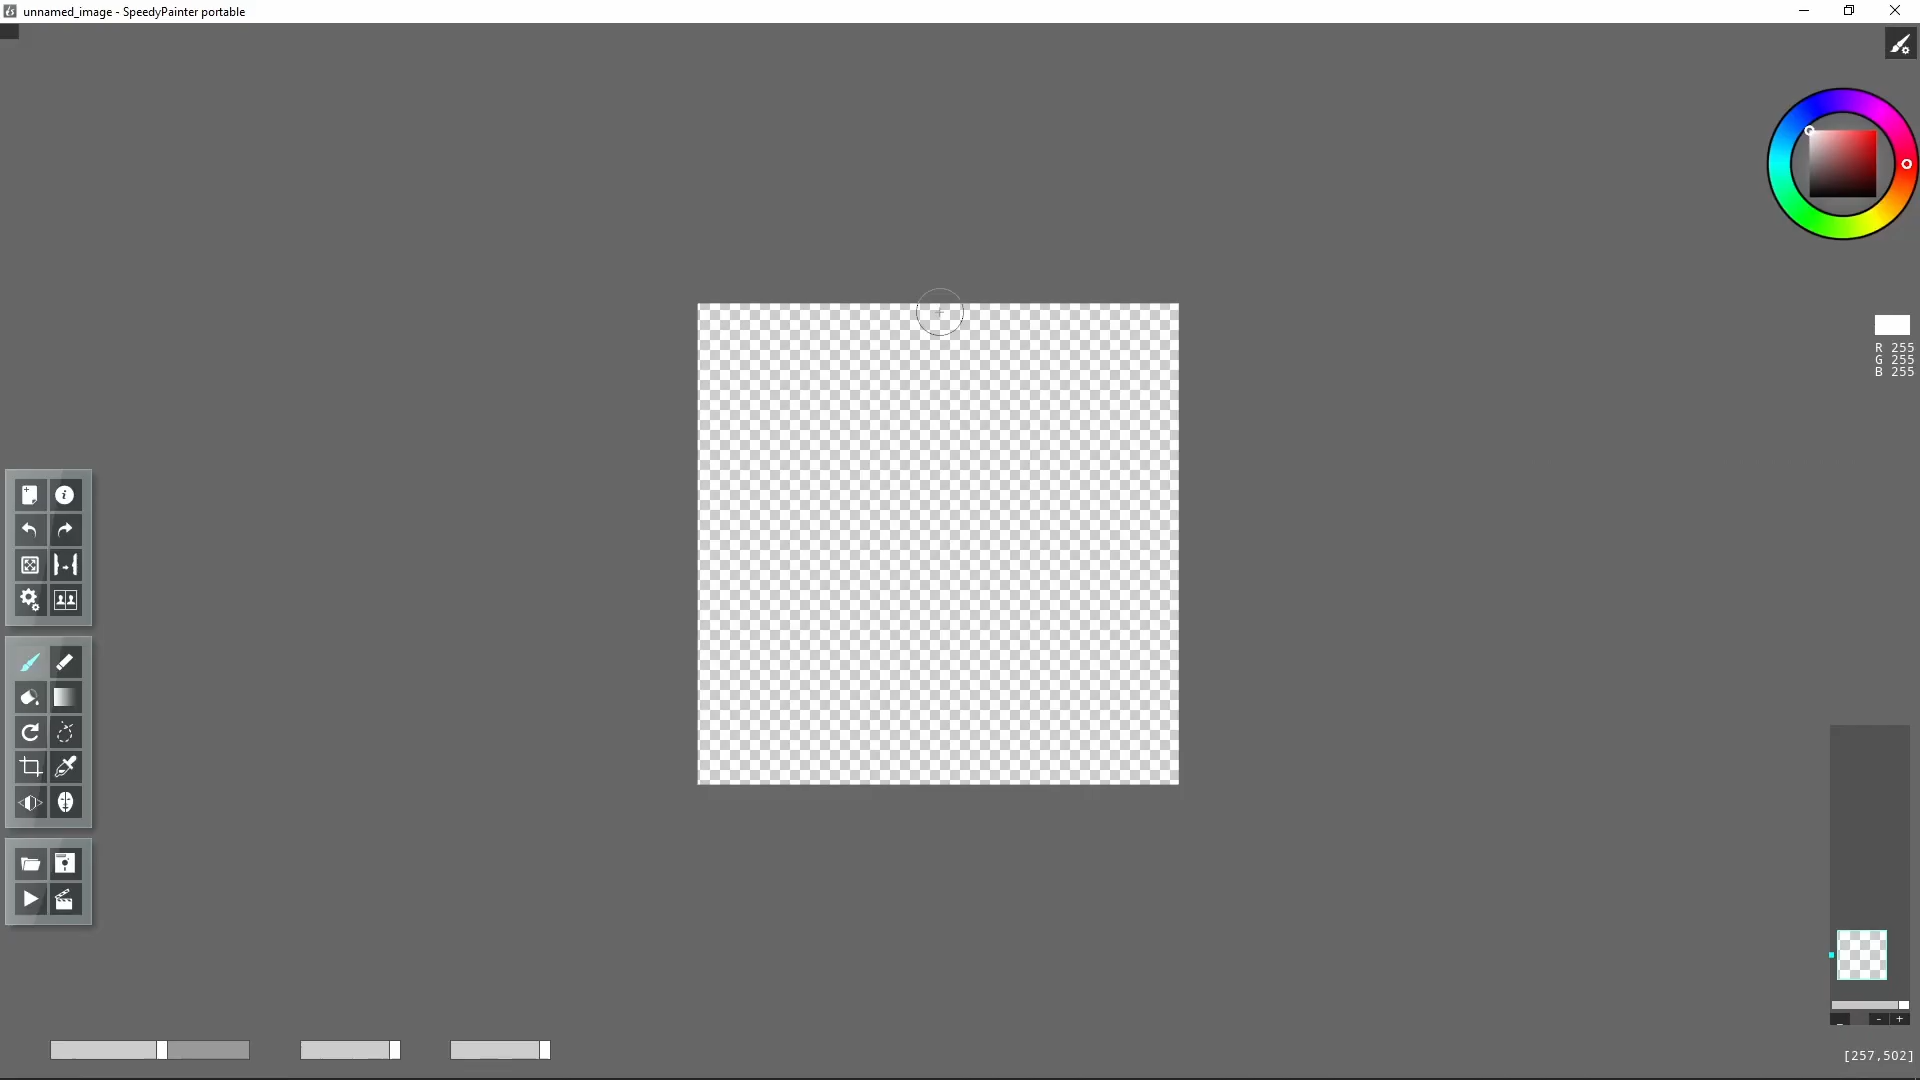 unnamed_image - SpeedyPainter portable
R 255
G 255
B 255
- +
[257,502]